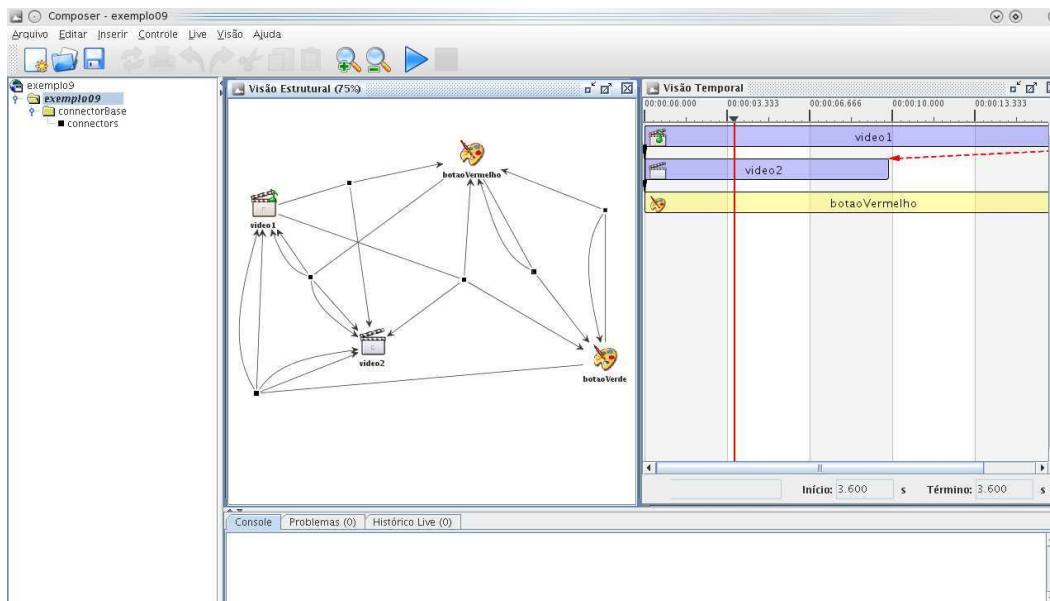 Composer - exemplo09
Arquivo Editar Inserir Controle Live Visão Ajuda
exemplo9
exemplo09
connectorBase
connectors
Visão Estrutural (75%)
botaoVermelho
video1
video2
botaoVerde
Visão Temporal
00:00:00.000 00:00:03.333 00:00:06.666 00:00:10.000 00:00:13.333
video1
video2
botaoVermelho
Início: 3.600 s Término: 3.600 s
Console Problemas (0) Histórico Live (0)